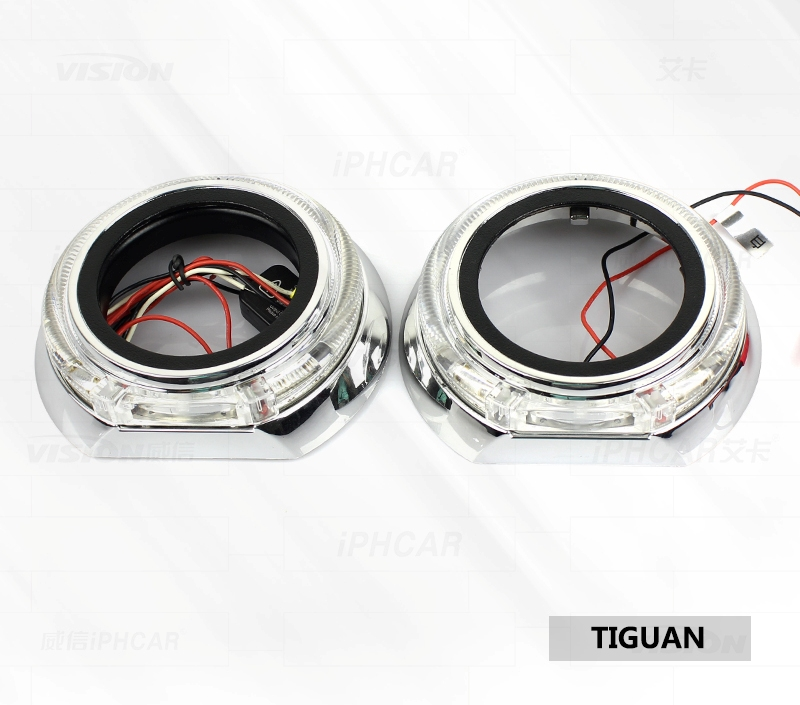 VISION
艾卡
iPHCAR
VISION威信
iPHCAR艾卡
iPHCAR
威信iPHCAR
TIGUAN